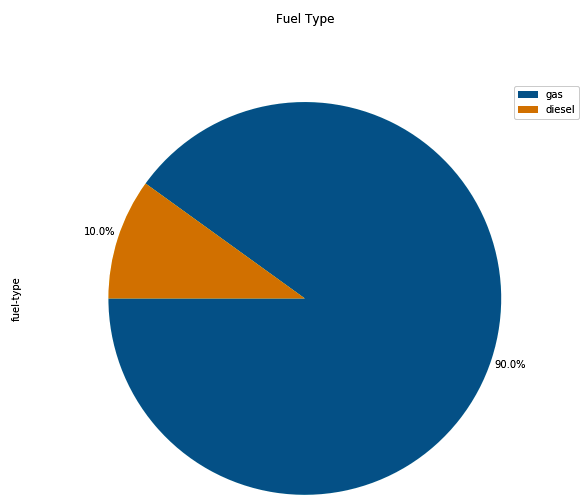 Fuel Type
gas
diesel
10.0%
fuel-type
90.0%